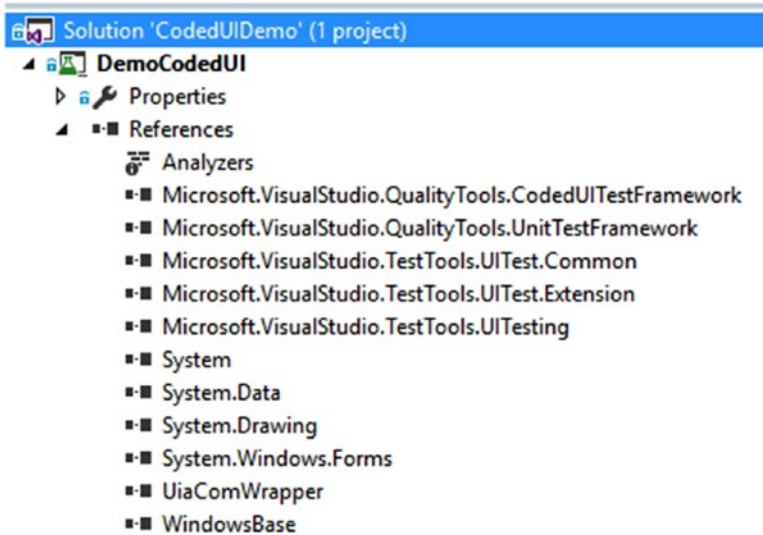 Solution 'CodedUIDemo' (1 project)
DemoCodedUI
Properties
References
Analyzers
Microsoft.VisualStudio.QualityTools.CodedUITestFramework
Microsoft.VisualStudio.QualityTools.UnitTestFramework
Microsoft.VisualStudio.TestTools.UITest.Common
Microsoft.VisualStudio.TestTools.UITest.Extension
Microsoft.VisualStudio.TestTools.UITesting
System
System.Data
System.Drawing
System.Windows.Forms
UiaComWrapper
WindowsBase